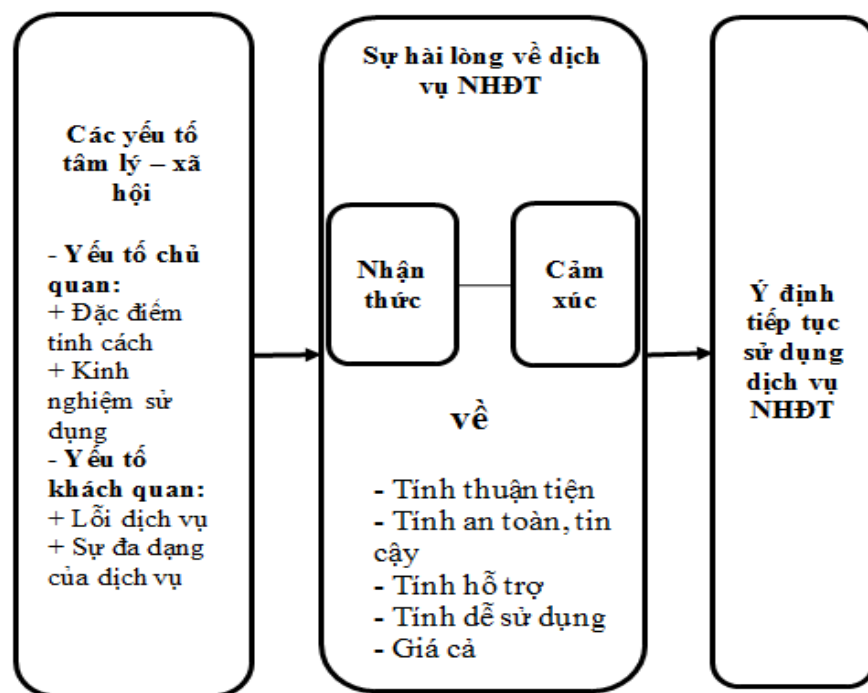 Các yếu tố
tâm lý – xã
hội
- Yếu tố chủ
quan:
+ Đặc điểm
tính cách
+ Kinh
nghiệm sử
dụng
- Yếu tố
khách quan:
+ Lỗi dịch vụ
+ Sự đa dạng
của dịch vụ
Sự hài lòng về dịch
vụ NHĐT
Nhận
thức
Cảm
xúc
về
- Tính thuận tiện
- Tính an toàn, tin
cậy
- Tính hỗ trợ
- Tính dễ sử dụng
- Giá cả
Ý định
tiếp tục
sử dụng
dịch vụ
NHĐT